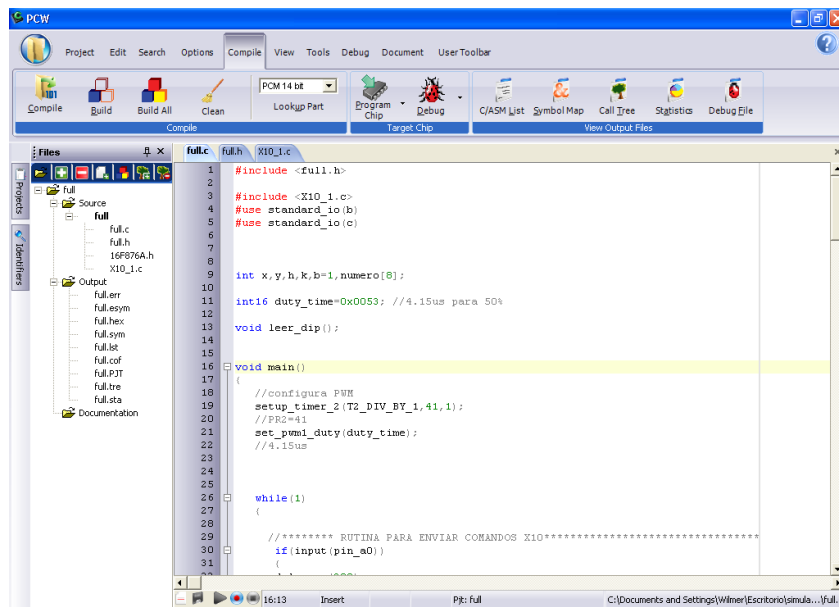 PCW
Project Edit Search Options Compile View Tools Debug Document User Toolbar
Compile Build Build All Clean PCM 14 bit Lookup Part Program Chip Debug C/ASM List Symbol Map Call Tree Statistics Debug File
Compile Target Chip View Output Files
Files
Projects
Identifiers
full
Source
full
full.c
full.h
16F876A.h
X10_1.c
Output
full.err
full.esym
full.hex
full.sym
full.lst
full.cof
full.PJT
full.tre
full.sta
Documentation
full.c full.h X10_1.c
1 #include <full.h>
2
3 #include <X10_1.c>
4 #use standard_io(b)
5 #use standard_io(c)
6
7
8
9 int x,y,h,k,b=1,numero[8];
10
11 int16 duty_time=0x0053; //4.15us para 50%
12
13 void leer_dip();
14
15
16 void main()
17 {
18 //configura PWM
19 setup_timer_2(T2_DIV_BY_1,41,1);
20 //PR2=41
21 set_pwm1_duty(duty_time);
22 //4.15us
23
24
25
26 while(1)
27 {
28
29 //******** RUTINA PARA ENVIAR COMANDOS X10*********************************
30 if(input(pin_a0))
31 {
16:13 Insert Pjt: full C:\Documents and Settings\Wilmer\Escritorio\simula...\full.